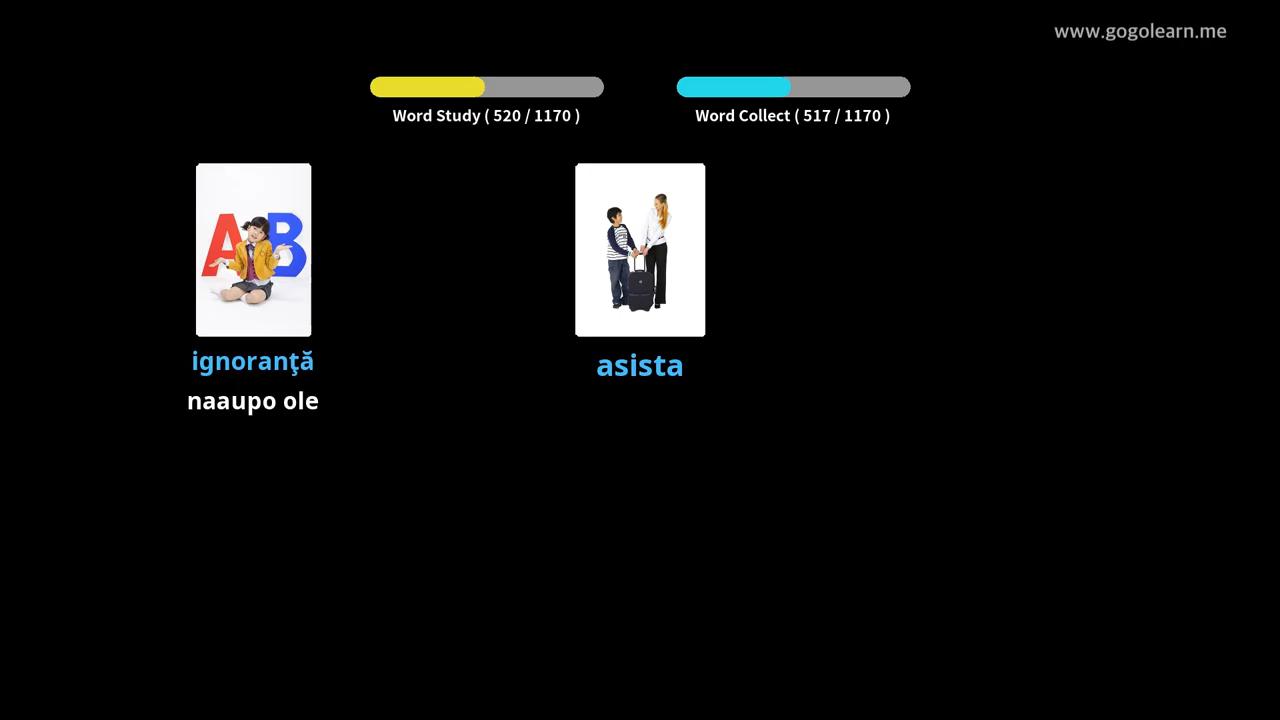 www.gogolearn.me
Word Study ( 520 / 1170 )
Word Collect ( 517 / 1170 )
A B
ignoranţă
naaupo ole
asista